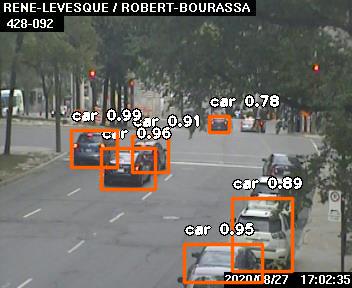 RENE-LEVESQUE / ROBERT-BOURASSA
428-092
car 0.78
car 0.99
car 0.91
car 0.96
car 0.89
car 0.95
2020/08/27 17:02:35